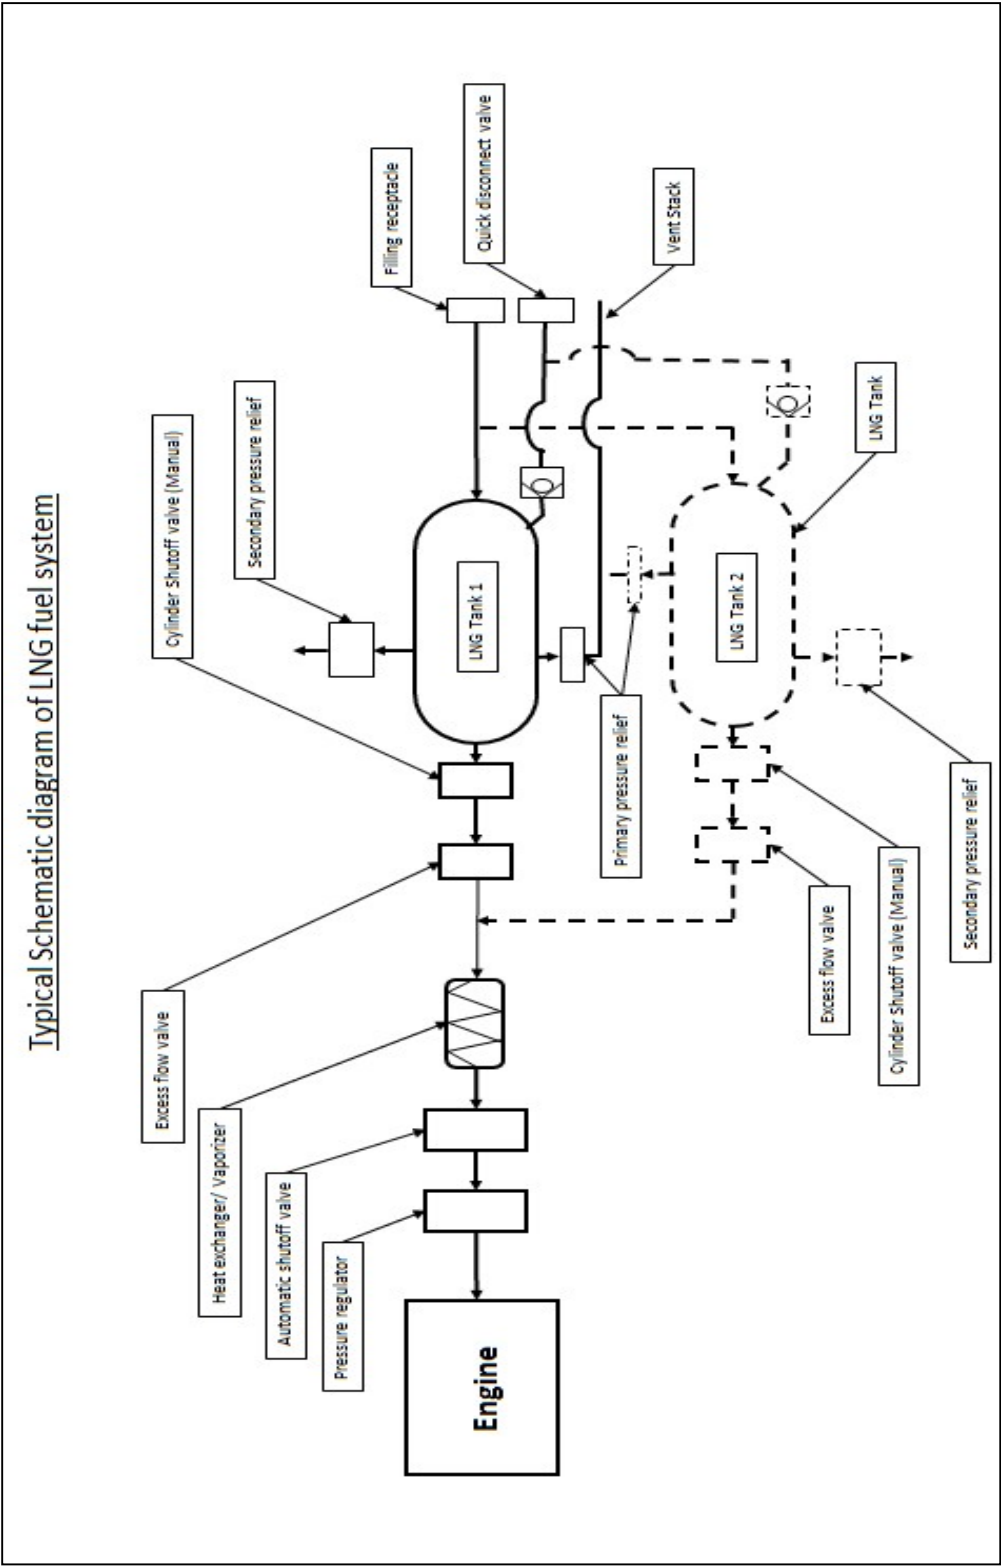 Typical Schematic diagram of LNG fuel system
Excess flow valve
Cylinder Shutoff valve (Manual)
Heat exchanger/ Vaporizer
Secondary pressure relief
Automatic shutoff valve
Pressure regulator
Filling receptacle
Quick disconnect valve
Engine
LNG Tank 1
Primary pressure relief
Vent Stack
LNG Tank 2
Excess flow valve
LNG Tank
Cylinder Shutoff valve (Manual)
Secondary pressure relief